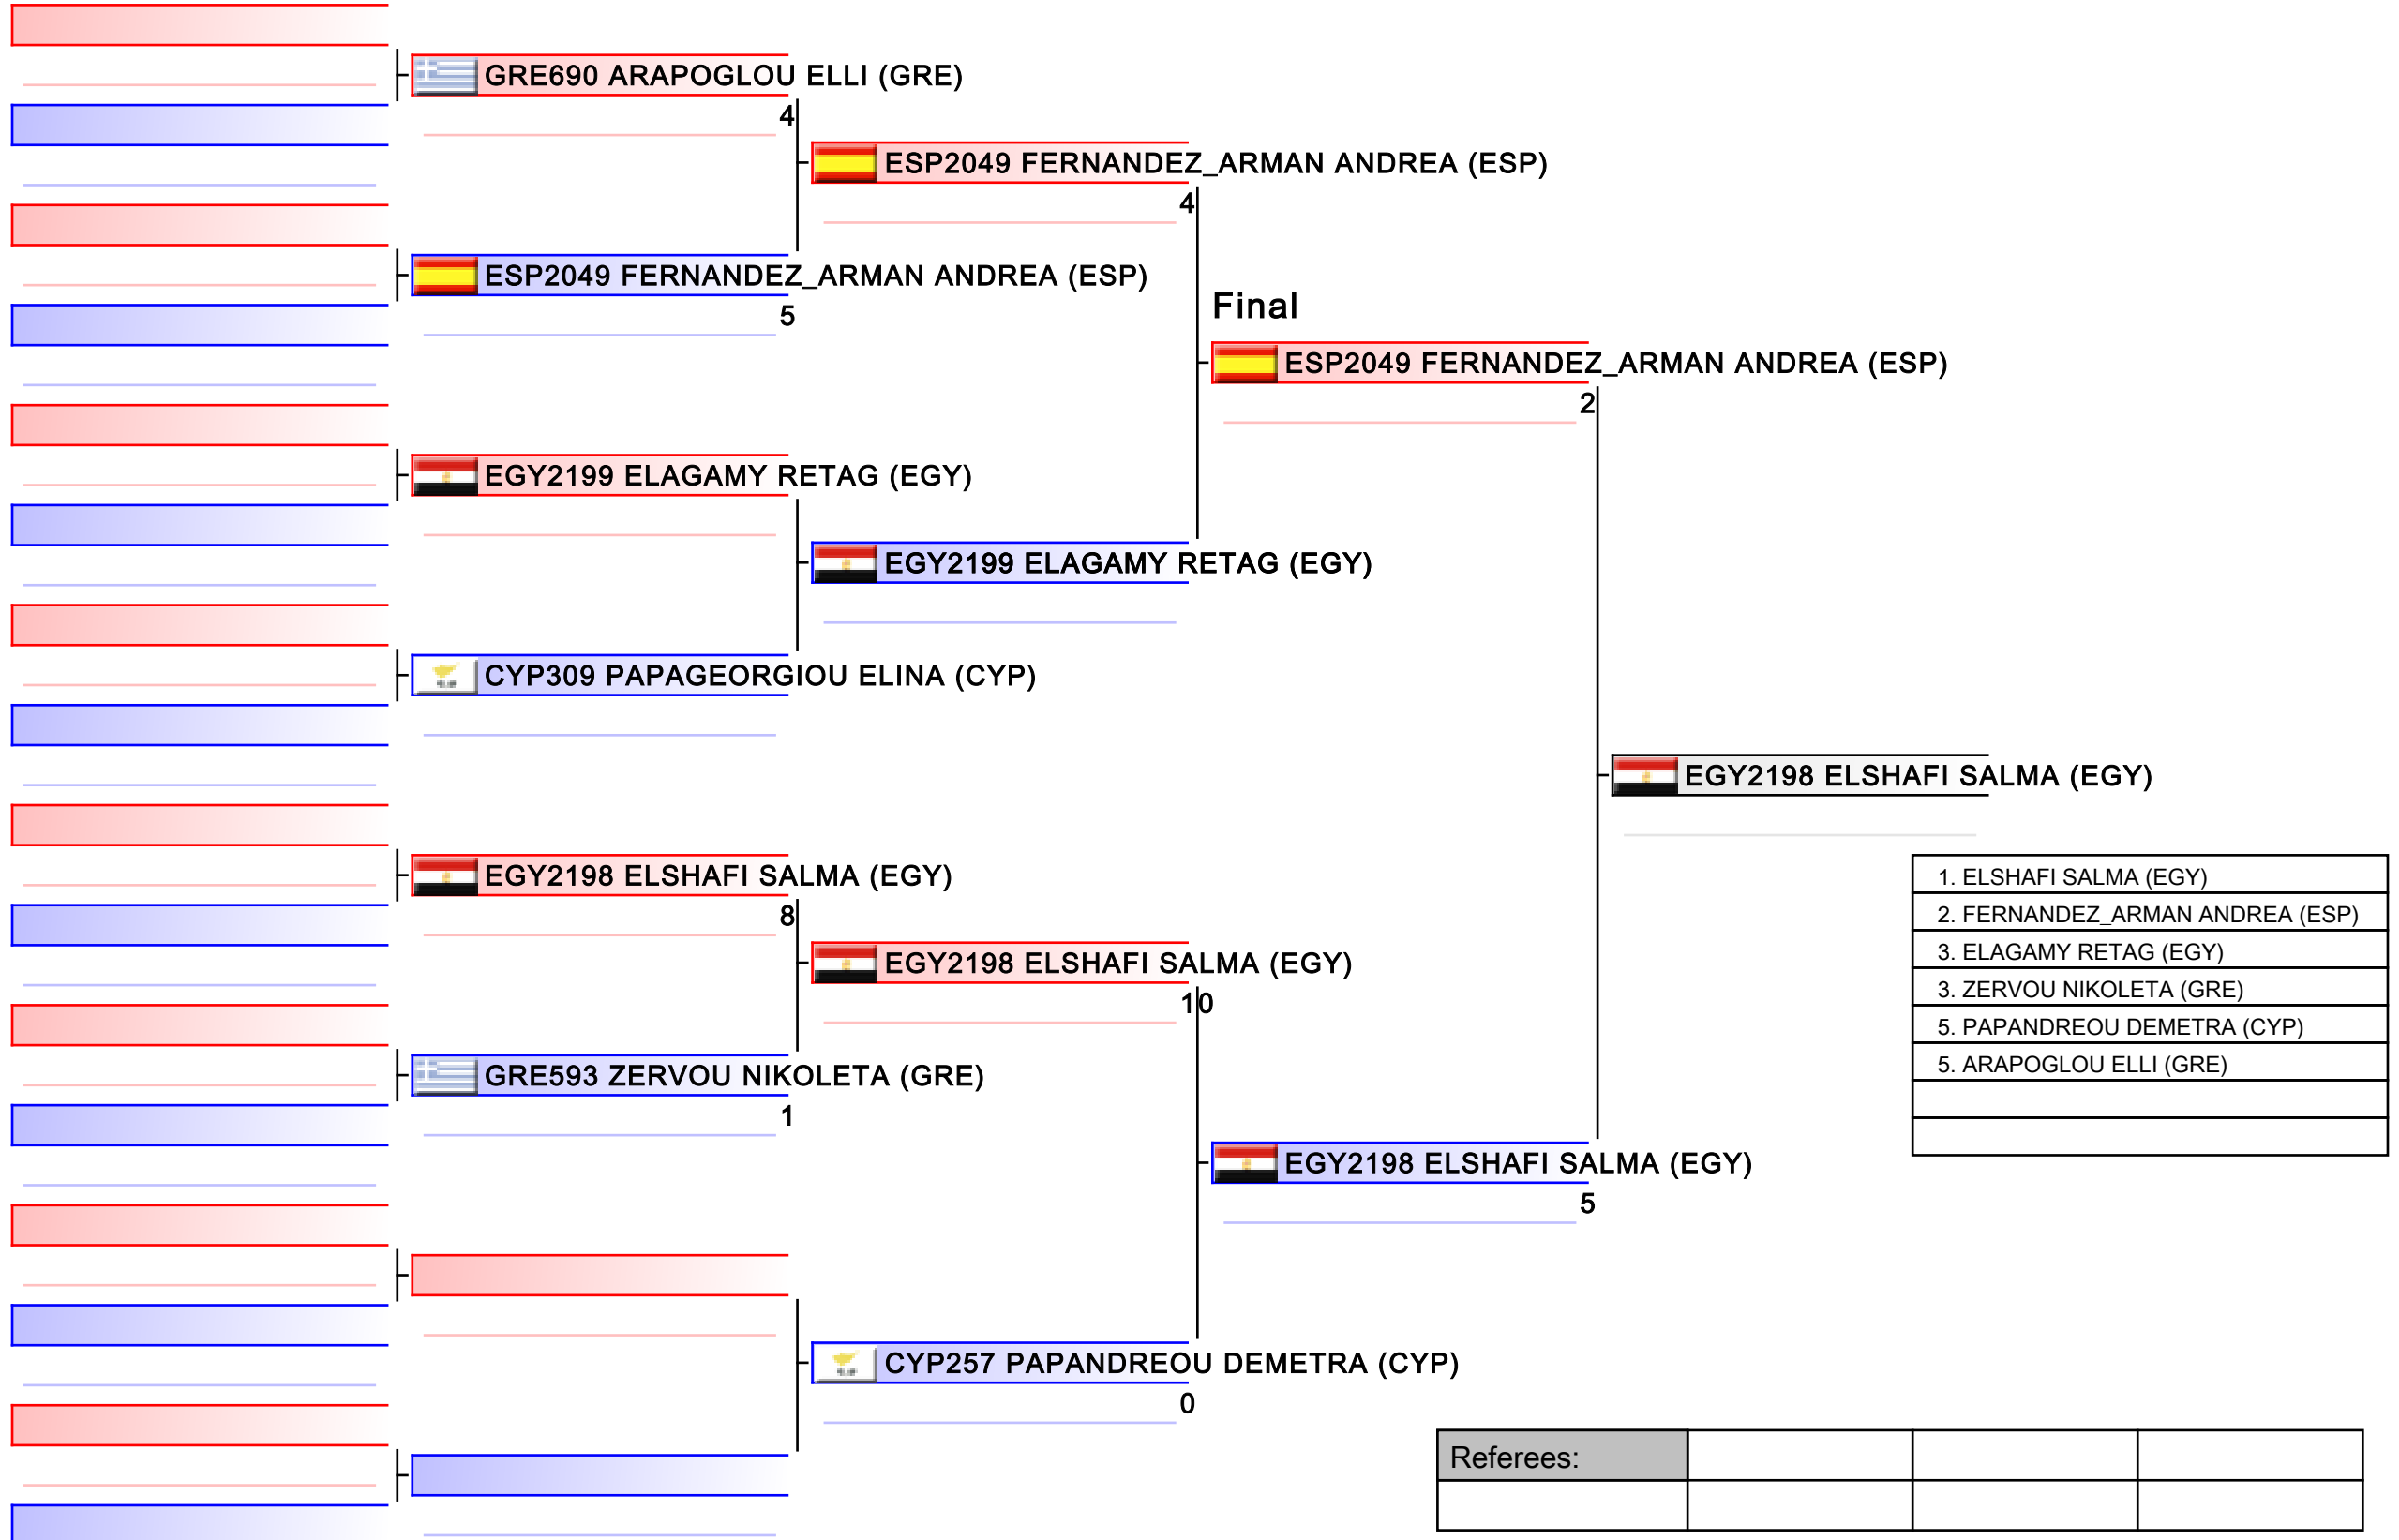 GRE690 ARAPOGLOU ELLI (GRE)
4
ESP2049 FERNANDEZ_ARMAN ANDREA (ESP)
4
ESP2049 FERNANDEZ_ARMAN ANDREA (ESP)
5
Final
ESP2049 FERNANDEZ_ARMAN ANDREA (ESP)
2
EGY2199 ELAGAMY RETAG (EGY)
EGY2199 ELAGAMY RETAG (EGY)
CYP309 PAPAGEORGIOU ELINA (CYP)
EGY2198 ELSHAFI SALMA (EGY)
EGY2198 ELSHAFI SALMA (EGY)
8
EGY2198 ELSHAFI SALMA (EGY)
10
GRE593 ZERVOU NIKOLETA (GRE)
1
EGY2198 ELSHAFI SALMA (EGY)
5
CYP257 PAPANDREOU DEMETRA (CYP)
0
1. ELSHAFI SALMA (EGY)
2. FERNANDEZ_ARMAN ANDREA (ESP)
3. ELAGAMY RETAG (EGY)
3. ZERVOU NIKOLETA (GRE)
5. PAPANDREOU DEMETRA (CYP)
5. ARAPOGLOU ELLI (GRE)
Referees: